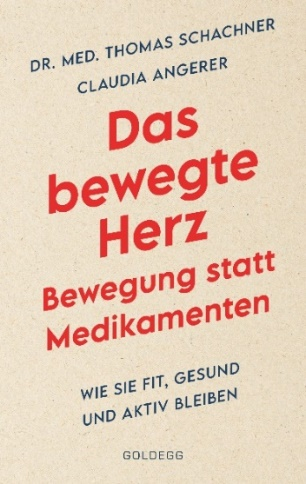 DR. MED. THOMAS SCHACHNER
CLAUDIA ANGERER
Das
bewegte
Herz
Bewegung statt
Medikamenten
WIE SIE FIT, GESUND
UND AKTIV BLEIBEN
GOLDEGG